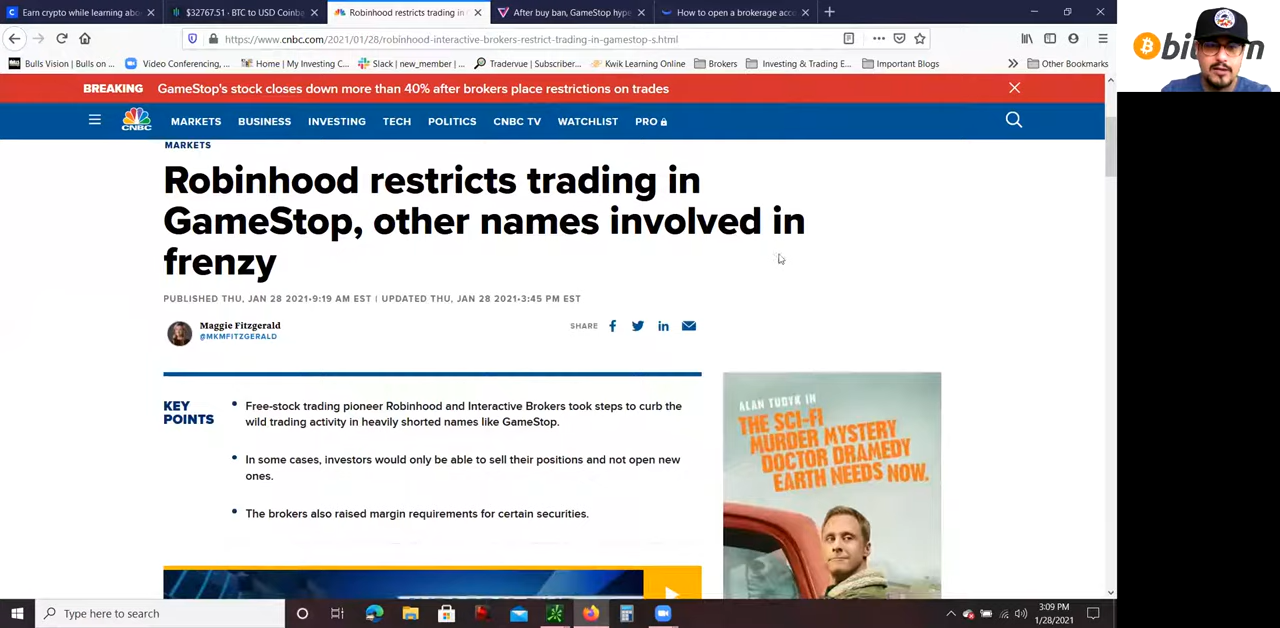 Earn crypto while learning abo
$32767.51 · BTC to USD Coinba
Robinhood restricts trading in
After buy ban, GameStop hype
How to open a brokerage acc
https://www.cnbc.com/2021/01/28/robinhood-interactive-brokers-restrict-trading-in-gamestop-s.html
Bulls Vision | Bulls on ...
Video Conferencing, ...
Home | My Investing C...
Slack | new_member | ...
TradeVue | Subscriber...
Kwik Learning Online
Brokers
Investing & Trading E...
Important Blogs
Other Bookmarks
BREAKING GameStop's stock closes down more than 40% after brokers place restrictions on trades
CNBC
MARKETS BUSINESS INVESTING TECH POLITICS CNBC TV WATCHLIST PRO
MARKETS
Robinhood restricts trading in
GameStop, other names involved in
frenzy
PUBLISHED THU, JAN 28 2021•9:19 AM EST | UPDATED THU, JAN 28 2021•3:45 PM EST
Maggie Fitzgerald
@MKMFITZGERALD
SHARE
KEY
POINTS
Free-stock trading pioneer Robinhood and Interactive Brokers took steps to curb the
wild trading activity in heavily shorted names like GameStop.
In some cases, investors would only be able to sell their positions and not open new
ones.
The brokers also raised margin requirements for certain securities.
ALAN TUDYK IN
THE SCI-FI
MURDER MYSTERY
DOCTOR DRAMEDY
EARTH NEEDS NOW.
Type here to search
3:09 PM
1/28/2021